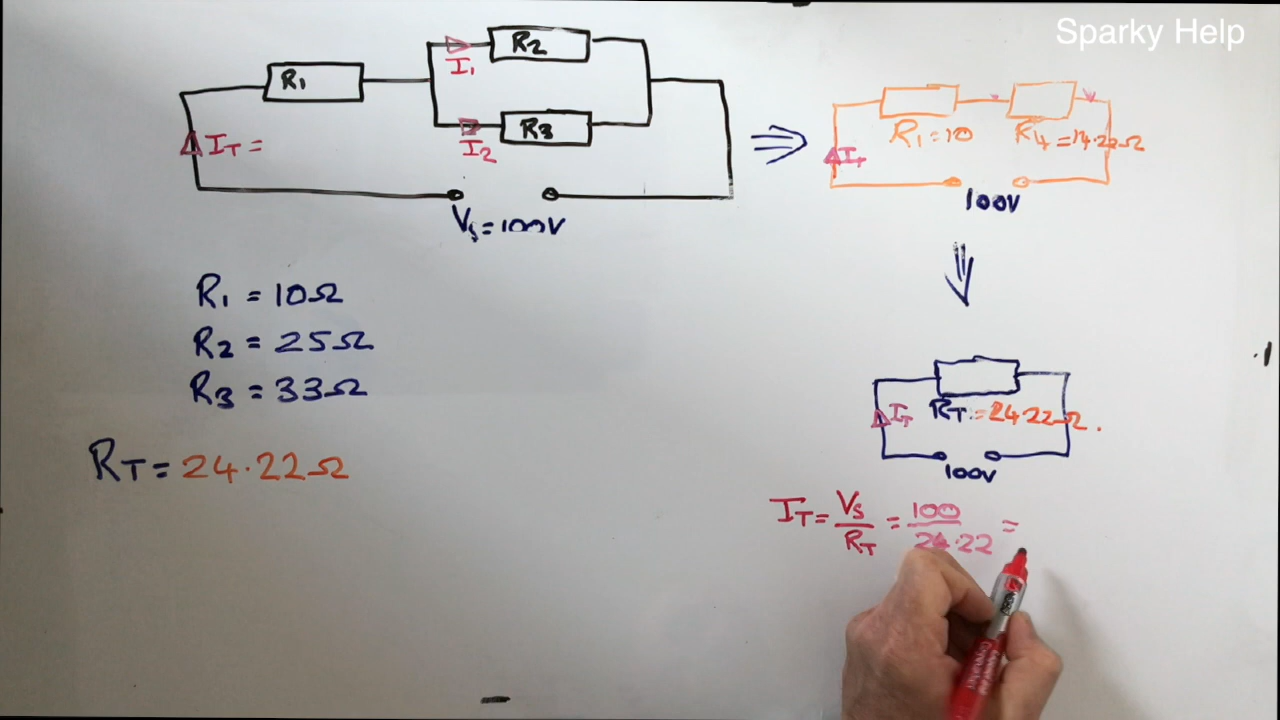 Sparky Help
R1
R2
I1
R3
I2
IT =
Vs = 100V
R1 = 10
R4 = 14.22Ω
IT
100V
R1 = 10Ω
R2 = 25Ω
R3 = 33Ω
RT = 24.22Ω
IT
RT = 24.22Ω.
100V
IT = Vs/RT = 100/24.22 =